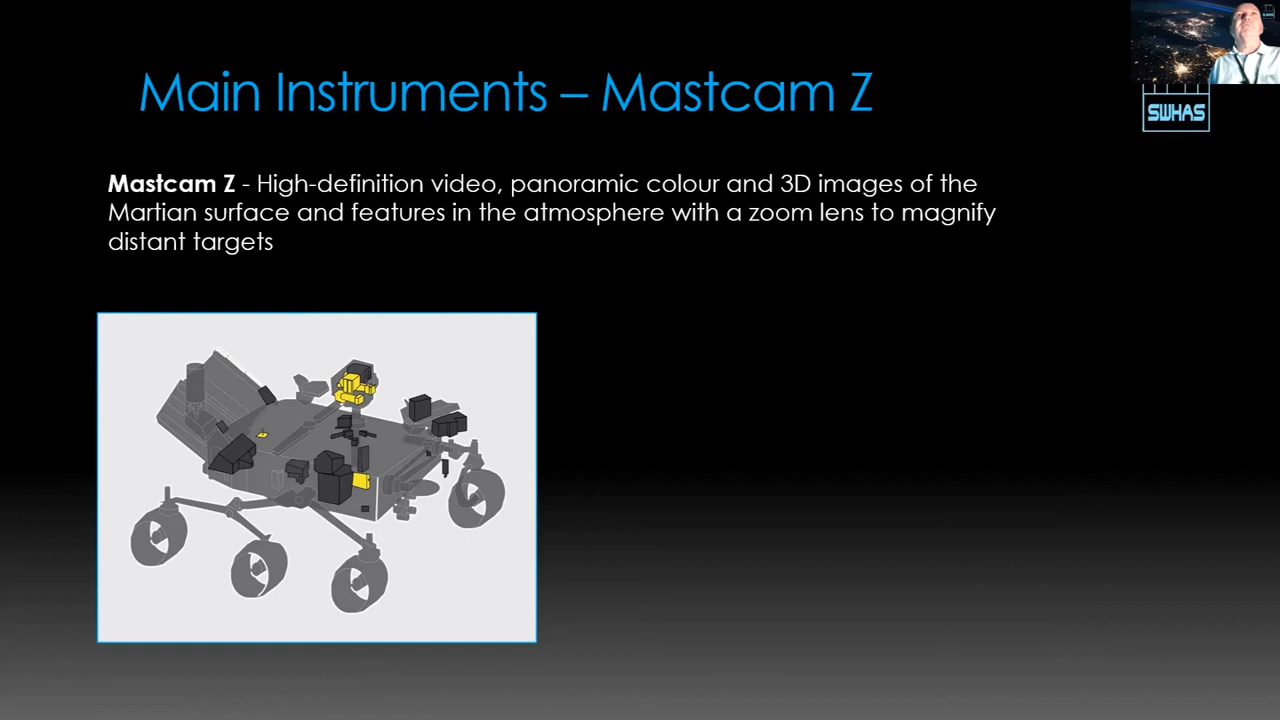 Main Instruments – Mastcam Z
SWHAS
Mastcam Z - High-definition video, panoramic colour and 3D images of the
Martian surface and features in the atmosphere with a zoom lens to magnify
distant targets